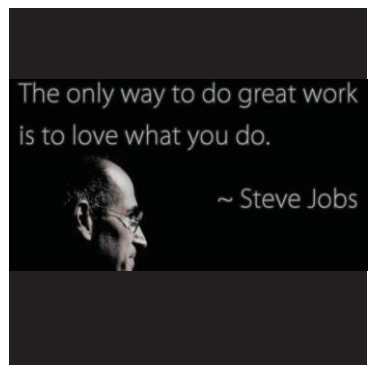 The only way to do great work
is to love what you do.
~ Steve Jobs